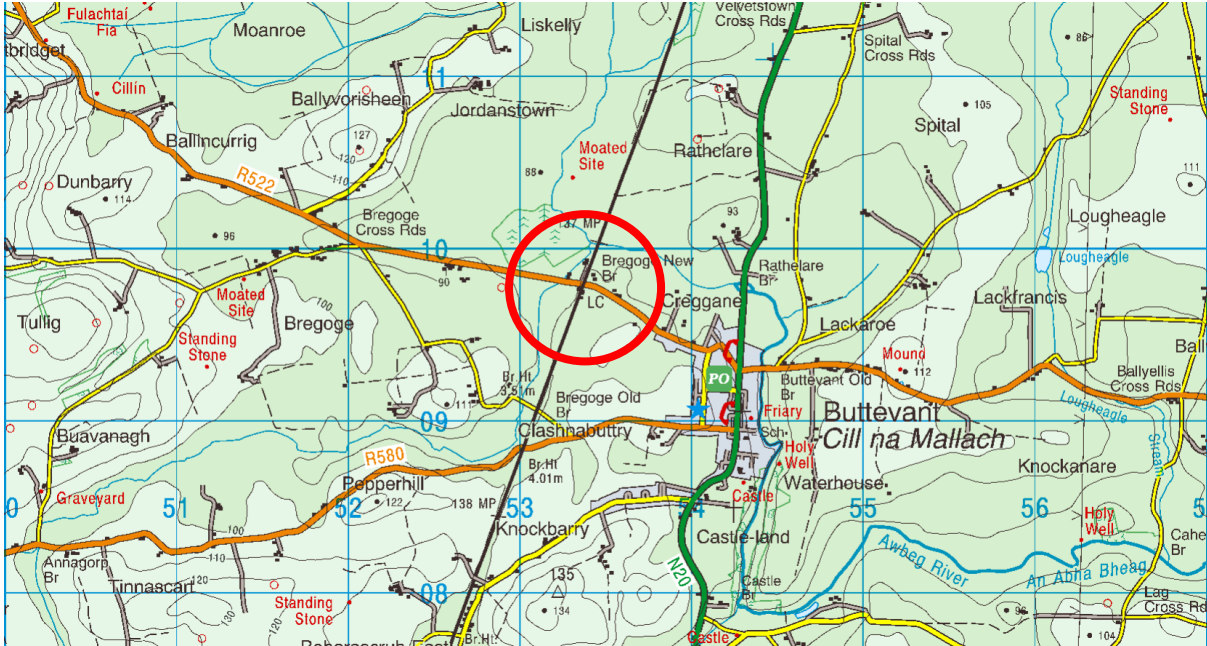 Fulachtaí
Fia
Moanroe
Liskelly
Velvetstown
Cross Rds
Spital
Cross Rds
86
tbridget
Cillín
11
Ballyvorisheen
Jordanstown
105
Standing
Stone
Ballincurrig
127
120
110
Moated
Site
Rathclare
Spital
R522
88
111
Dunbarry
114
Bregoge
Cross Rds
93
Lougheagle
96
137 MP
10
Bregoge New
Br
Rathclare
Br
Lougheagle
90
LC
Creggane
Lackfrancis
Moated
Site
100
Tullig
Bregoge
Lackaroe
Standing
Stone
Mound
112
Ball
PO
Buttevant Old
Br
Ballyellis
Cross Rds
Br.Ht.
3.51m
111
Bregoge Old
Br
Friary
Buttevant
Cill na Mallach
Lougheagle
Stream
09
Clashnabuttry
Sch
Buavanagh
R580
Br.Ht
4.01m
Holy
Well
Knockanare
Graveyard
Pepperhill
122
Castle
Waterhouse
0
51
52
53
54
55
56
5
138 MP
Knockbarry
Castle-land
Holy
Well
100
110
Awbeg River
An Abha Bheag
Cahe
Br
Annagorp
Br
Tinnascart
120
N20
Castle
Br
135
08
134
Standing
Stone
120
130
Lag
Cross Rd
96
104
Br.Ht.
Castle